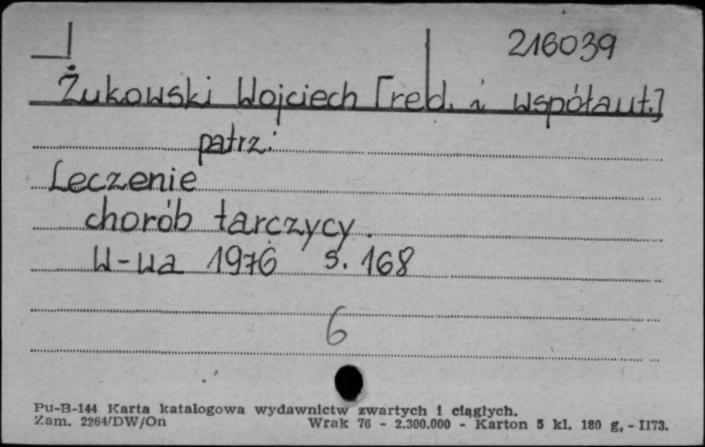 216039
Żukowski Wojciech [red. i współaut.]
patrz:
Leczenie
chorób tarczycy.
W-wa 1976 s. 168
6
Pu-B-144 Karta katalogowa wydawnictw zwartych i ciągłych.
Zam. 2264/DW/On Wrak 76 - 2.300.000 - Karton 5 kl. 180 g, - II73.